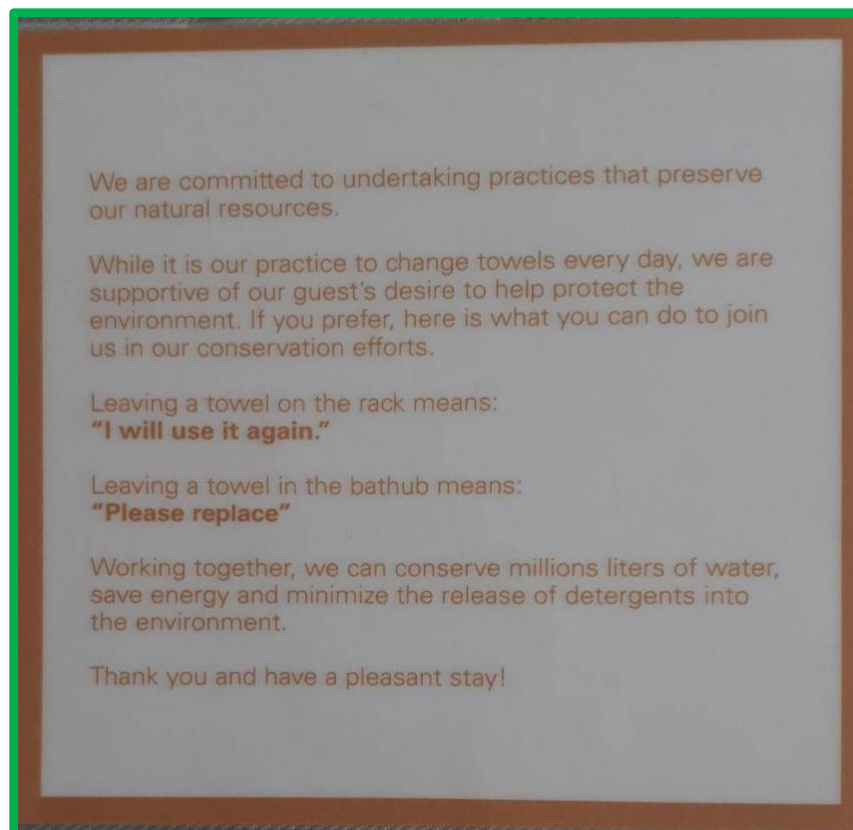 We are committed to undertaking practices that preserve
our natural resources.
While it is our practice to change towels every day, we are
supportive of our guest's desire to help protect the
environment. If you prefer, here is what you can do to join
us in our conservation efforts.
Leaving a towel on the rack means:
"I will use it again."
Leaving a towel in the bathub means:
"Please replace"
Working together, we can conserve millions liters of water,
save energy and minimize the release of detergents into
the environment.
Thank you and have a pleasant stay!